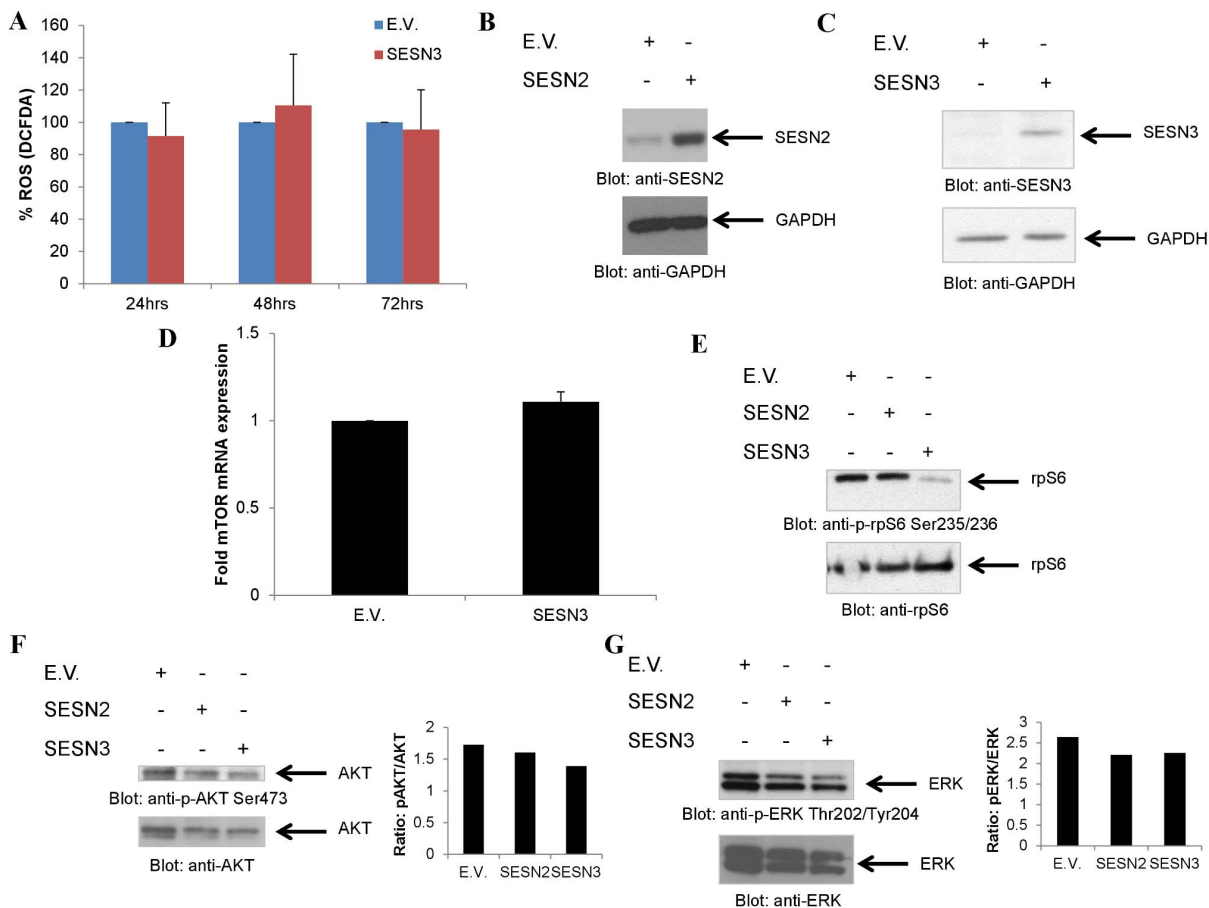 A
160
140
120
100
80
60
40
20
0
% ROS (DCFDA)
E.V.
SESN3
24hrs 48hrs 72hrs
B
E.V. + -
SESN2 - +
SESN2
Blot: anti-SESN2
GAPDH
Blot: anti-GAPDH
C
E.V. + -
SESN3 - +
SESN3
Blot: anti-SESN3
GAPDH
Blot: anti-GAPDH
D
1.5
1
0.5
0
Fold mTOR mRNA expression
E.V. SESN3
E
E.V. + - -
SESN2 - + -
SESN3 - - +
rpS6
Blot: anti-p-rpS6 Ser235/236
rpS6
Blot: anti-rpS6
F
E.V. + - -
SESN2 - + -
SESN3 - - +
AKT
Blot: anti-p-AKT Ser473
AKT
Blot: anti-AKT
Ratio: pAKT/AKT
2
1.5
1
0.5
0
E.V. SESN2 SESN3
G
E.V. + - -
SESN2 - + -
SESN3 - - +
ERK
Blot: anti-p-ERK Thr202/Tyr204
ERK
Blot: anti-ERK
Ratio: pERK/ERK
3
2.5
2
1.5
1
0.5
0
E.V. SESN2 SESN3